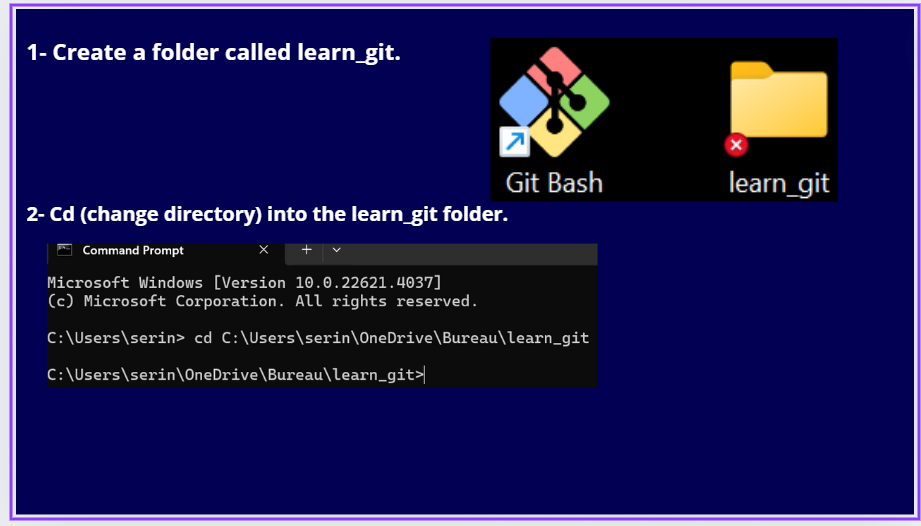 1- Create a folder called learn_git.
Git Bash
learn_git
2- Cd (change directory) into the learn_git folder.
Command Prompt
Microsoft Windows [Version 10.0.22621.4037]
(c) Microsoft Corporation. All rights reserved.
C:\Users\serin> cd C:\Users\serin\OneDrive\Bureau\learn_git
C:\Users\serin\OneDrive\Bureau\learn_git>